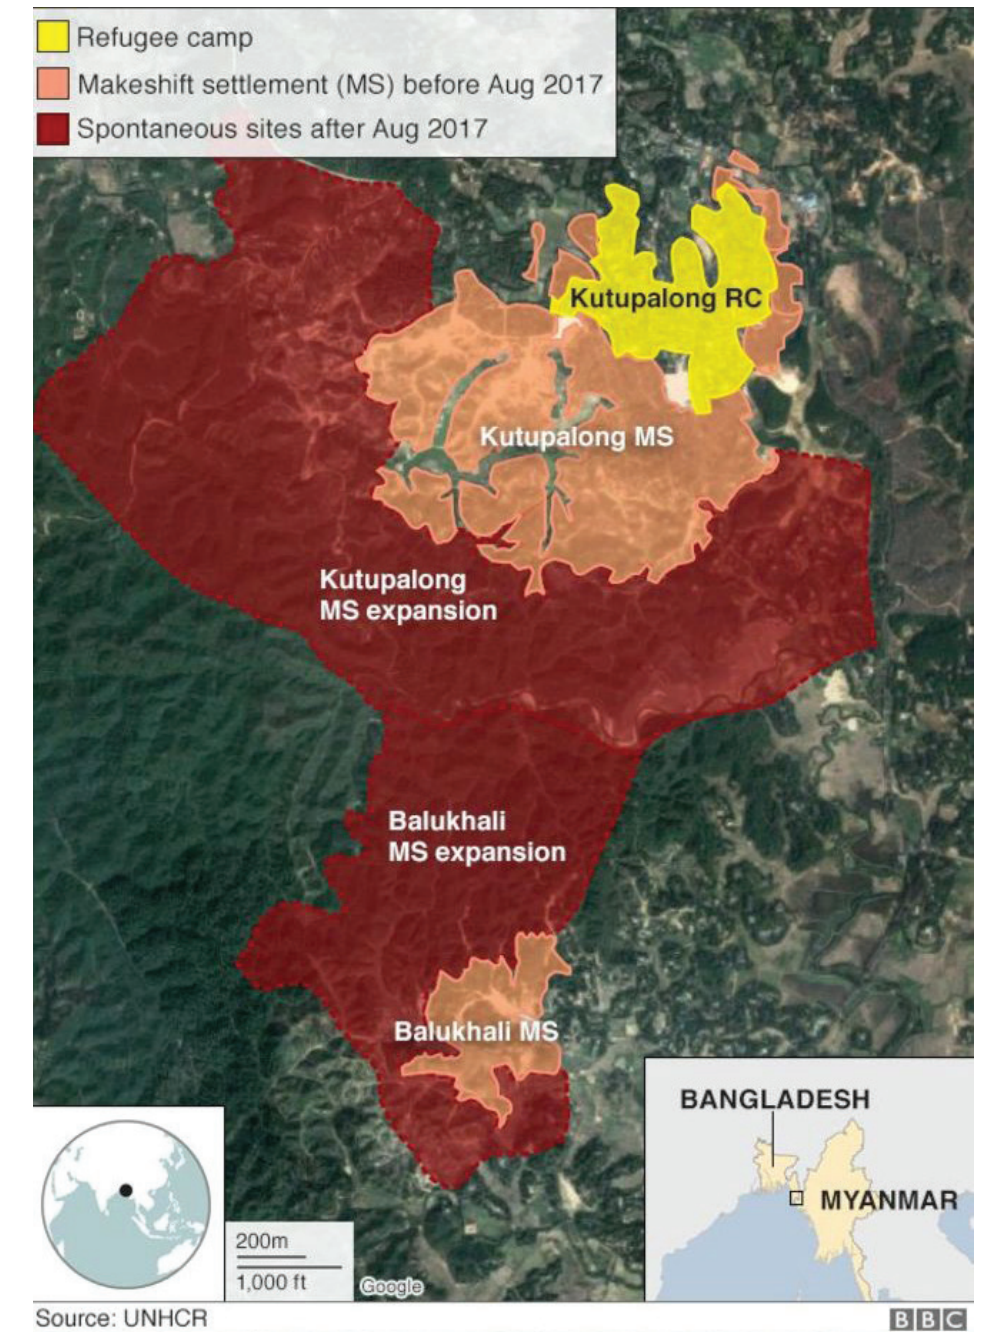 Refugee camp
Makeshift settlement (MS) before Aug 2017
Spontaneous sites after Aug 2017
Kutupalong RC
Kutupalong MS
Kutupalong
MS expansion
Balukhali
MS expansion
Balukhali MS
BANGLADESH
MYANMAR
200m
1,000 ft
Google
Source: UNHCR
BBC